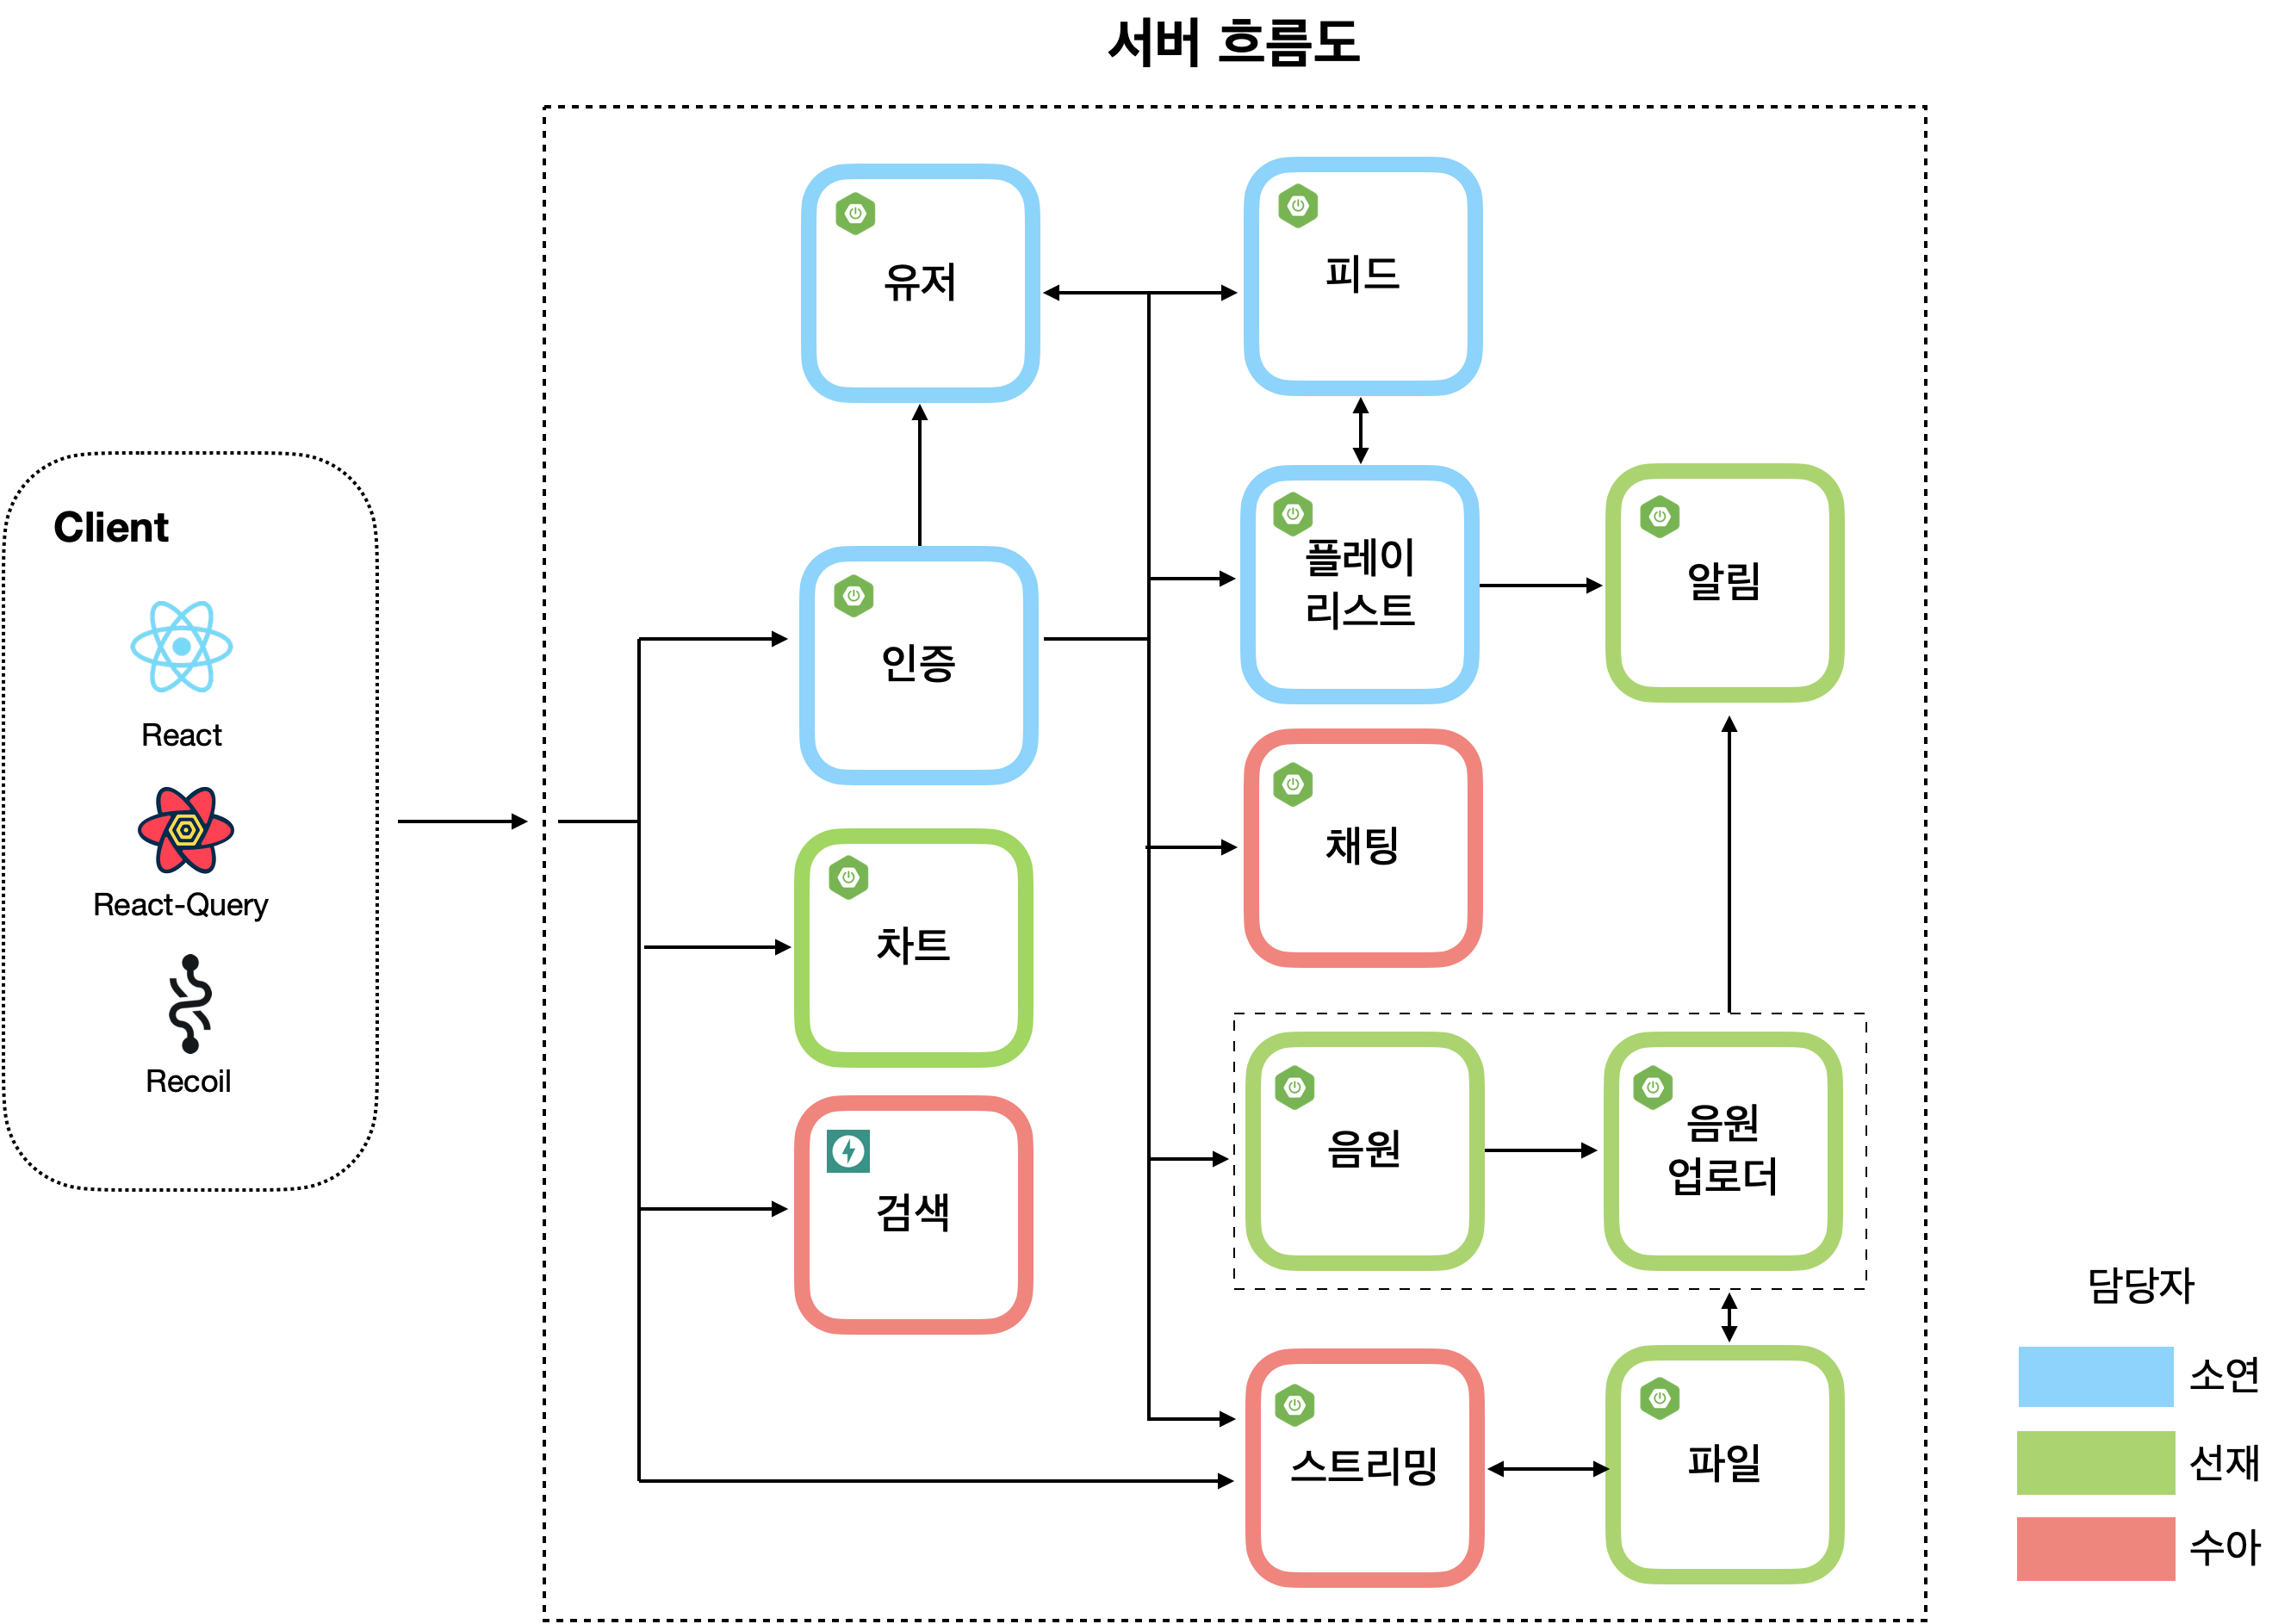 서버 흐름도
Client
React
React-Query
Recoil
유저
피드
인증
플레이
리스트
알림
차트
채팅
검색
음원
음원
업로더
스트리밍
파일
담당자
소연
선재
수아